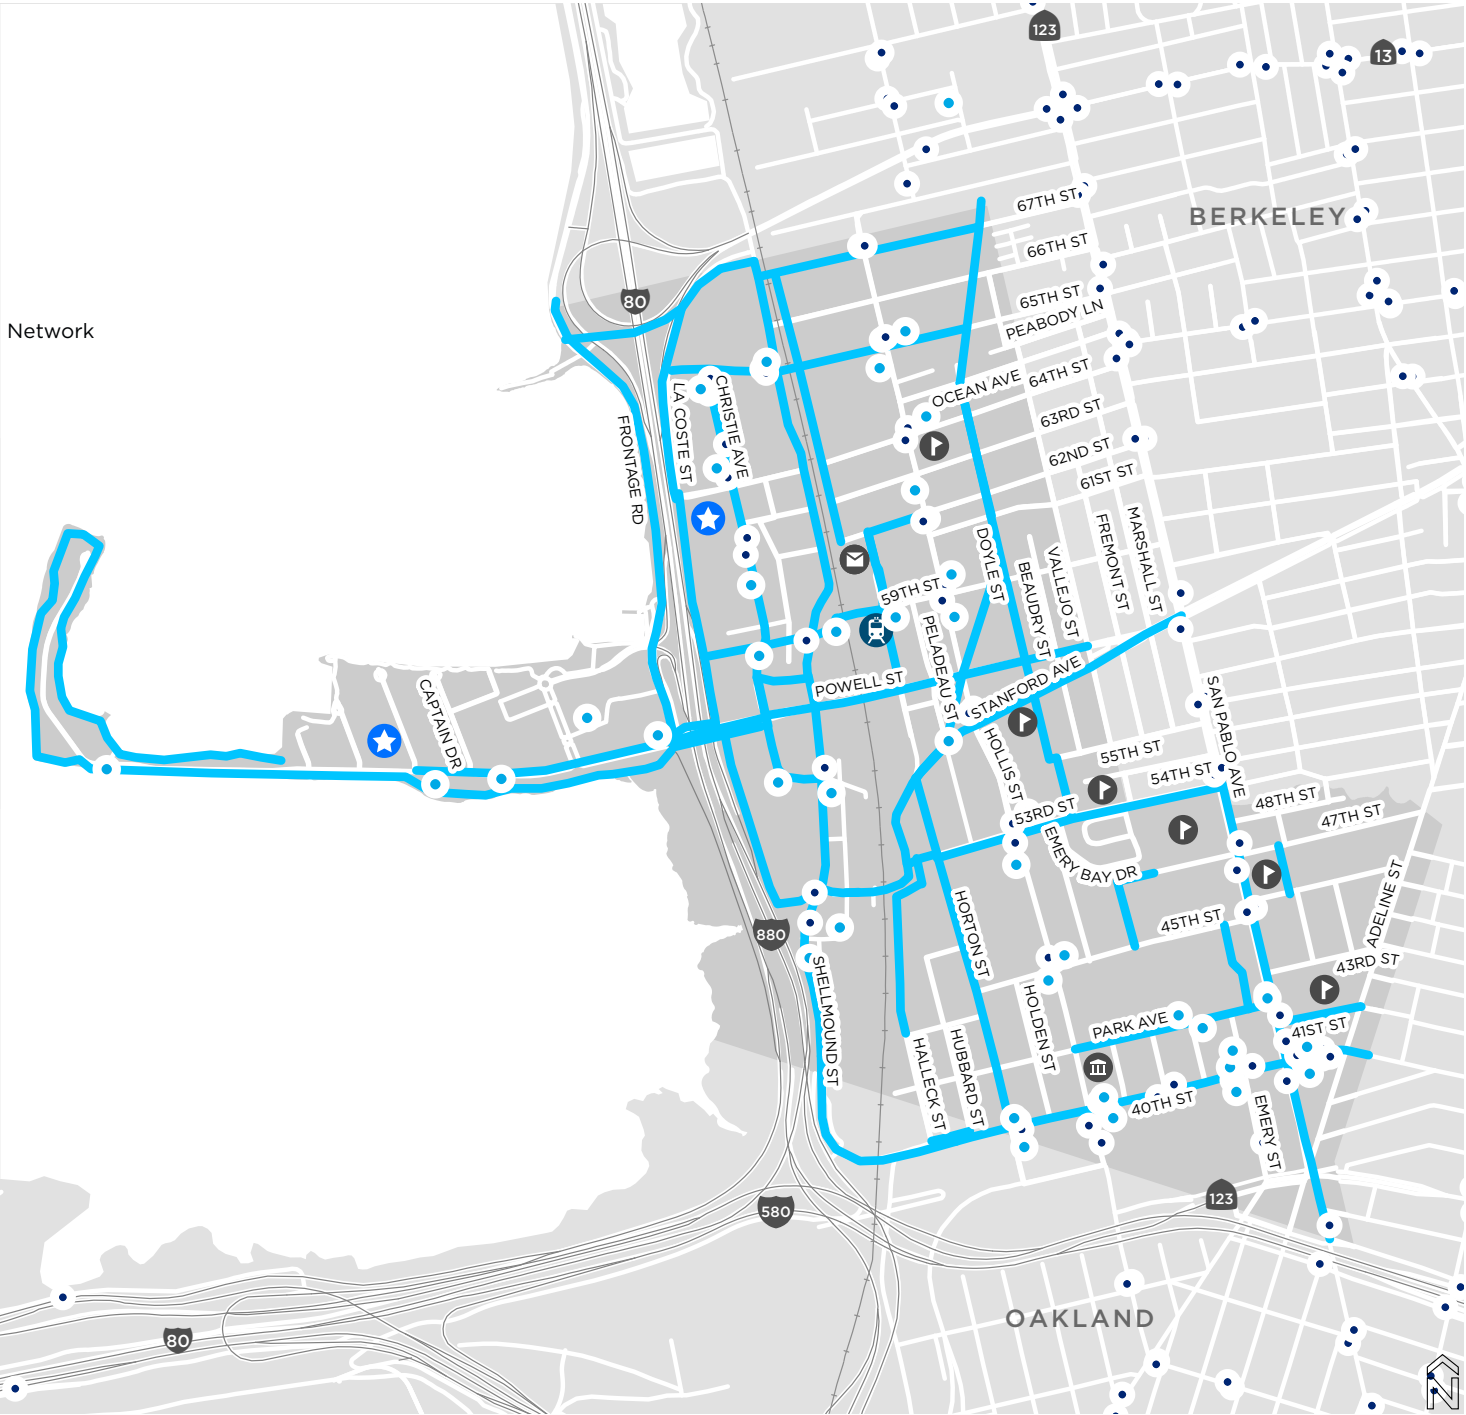 123
13
67TH ST
BERKELEY
66TH ST
80
65TH ST
PEABODY LN
Network
64TH ST
OCEAN AVE
LA COSTE ST
CHRISTIE AVE
63RD ST
FRONTAGE RD
62ND ST
61ST ST
DOYLE ST
FREMONT ST
MARSHALL ST
VALLEJO ST
BEAUDRY ST
59TH ST
PELADEAU ST
POWELL ST
STANFORD AVE
CAPTAIN DR
SAN PABLO AVE
HOLLIS ST
55TH ST
54TH ST
48TH ST
53RD ST
47TH ST
EMERY BAY DR
ADELINE ST
HORTON ST
45TH ST
880
43RD ST
SHELLMOUND ST
HOLDEN ST
PARK AVE
41ST ST
HALLECK ST
HUBBARD ST
40TH ST
EMERY ST
123
580
OAKLAND
80
N